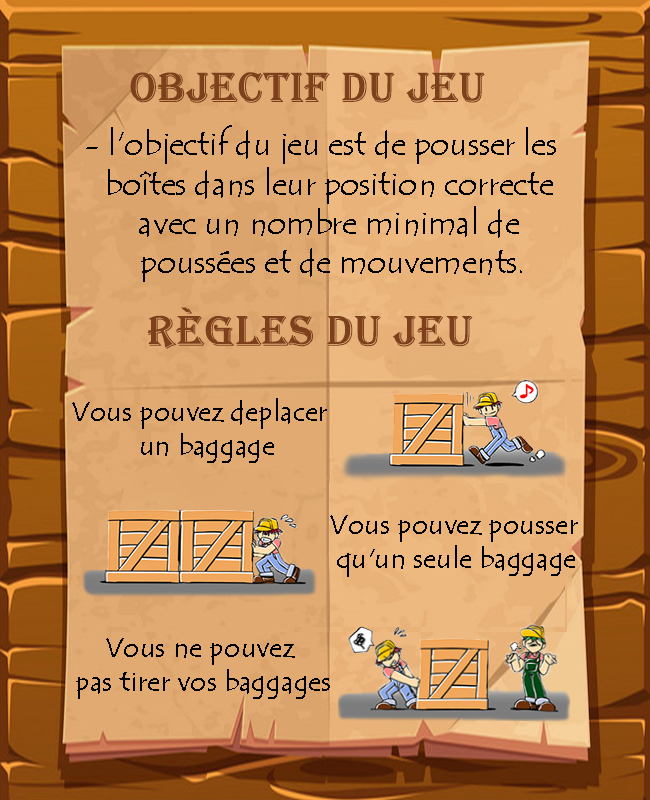 OBJECTIF DU JEU
- l'objectif du jeu est de pousser les
boîtes dans leur position correcte
avec un nombre minimal de
poussées et de mouvements.
RÈGLES DU JEU
Vous pouvez deplacer
un baggage
Vous pouvez pousser
qu'un seule baggage
Vous ne pouvez
pas tirer vos baggages